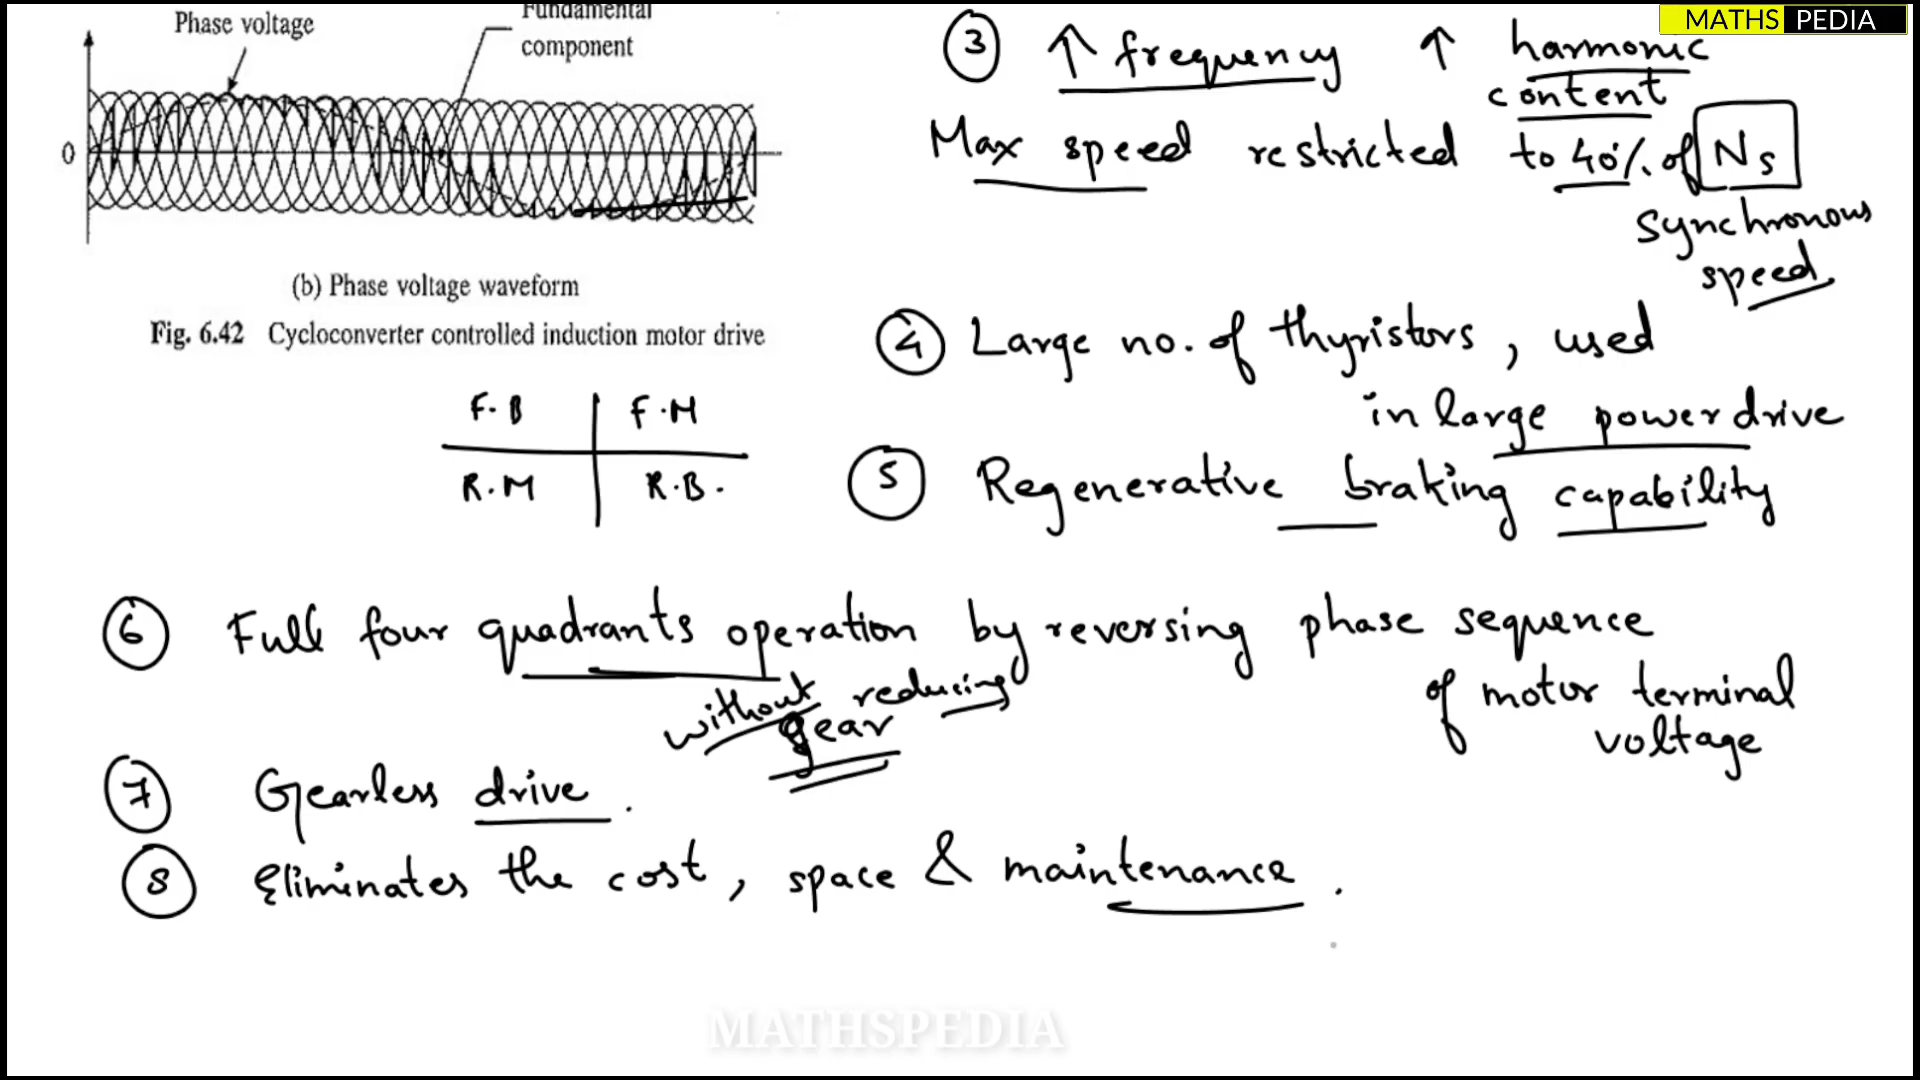 MATHS PEDIA
Phase voltage
Fundamental
component
0
(b) Phase voltage waveform
Fig. 6.42 Cycloconverter controlled induction motor drive
③ ↑ frequency ↑ harmonic
content
Max speed restricted to 40% of Ns
Synchronous
speed
④ Large no. of thyristors, used
in large power drive
F.B F.M
R.M R.B.
⑤ Regenerative braking capability
⑥ Full four quadrants operation by reversing phase sequence
of motor terminal
voltage
without reducing
gear
⑦ Gearless drive.
⑧ Eliminates the cost, space & maintenance.
MATHSPEDIA